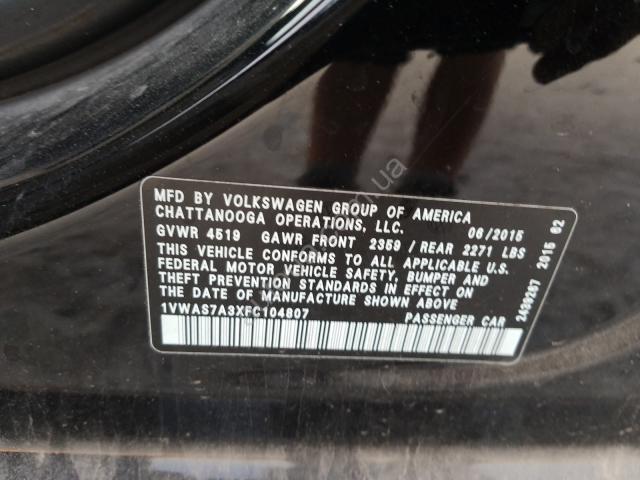 MFD BY VOLKSWAGEN GROUP OF AMERICA
CHATTANOOGA OPERATIONS, LLC. 06/2015
GVWR 4519 GAWR FRONT 2359 / REAR 2271 LBS
THIS VEHICLE CONFORMS TO ALL APPLICABLE U.S.
FEDERAL MOTOR VEHICLE SAFETY, BUMPER AND
THEFT PREVENTION STANDARDS IN EFFECT ON
THE DATE OF MANUFACTURE SHOWN ABOVE
1VWAS7A3XFC104807 PASSENGER CAR
2439267 2015 02